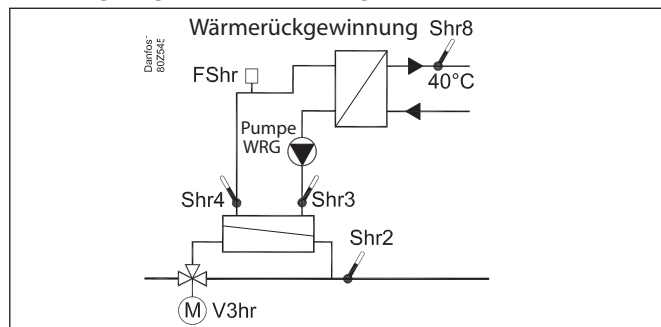 Wärmerückgewinnung
Shr8
Danfoss
80Z545
FShr
40°C
Pumpe
WRG
Shr4
Shr3
Shr2
M
V3hr